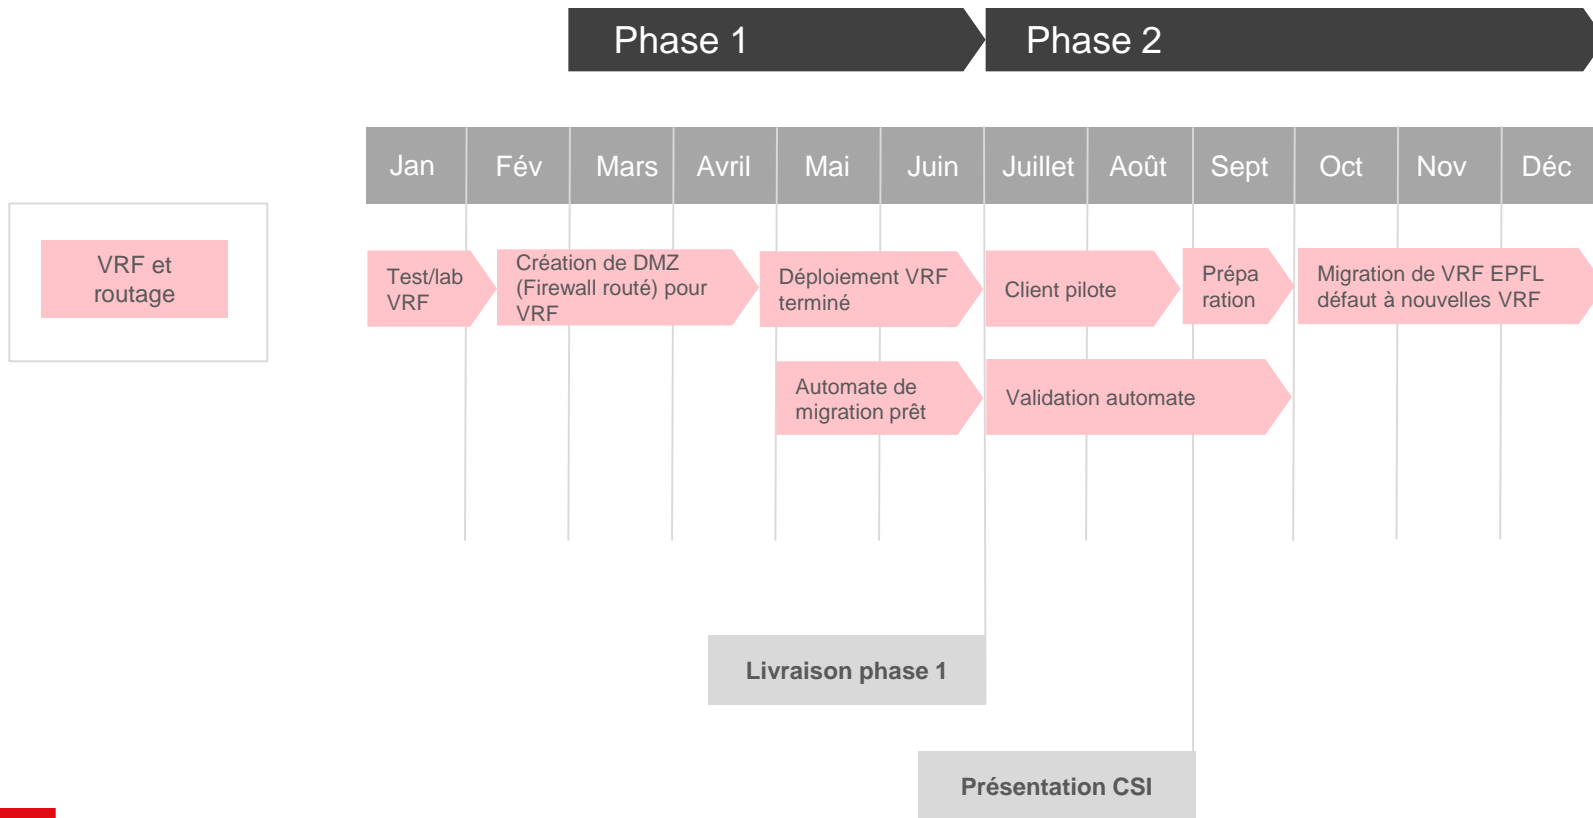 Phase 1
Phase 2
Jan
Fév
Mars
Avril
Mai
Juin
Juillet
Août
Sept
Oct
Nov
Déc
VRF et
routage
Test/lab
VRF
Création de DMZ
(Firewall routé) pour
VRF
Déploiement VRF
terminé
Client pilote
Prépa
ration
Migration de VRF EPFL
défaut à nouvelles VRF
Automate de
migration prêt
Validation automate
Livraison phase 1
Présentation CSI